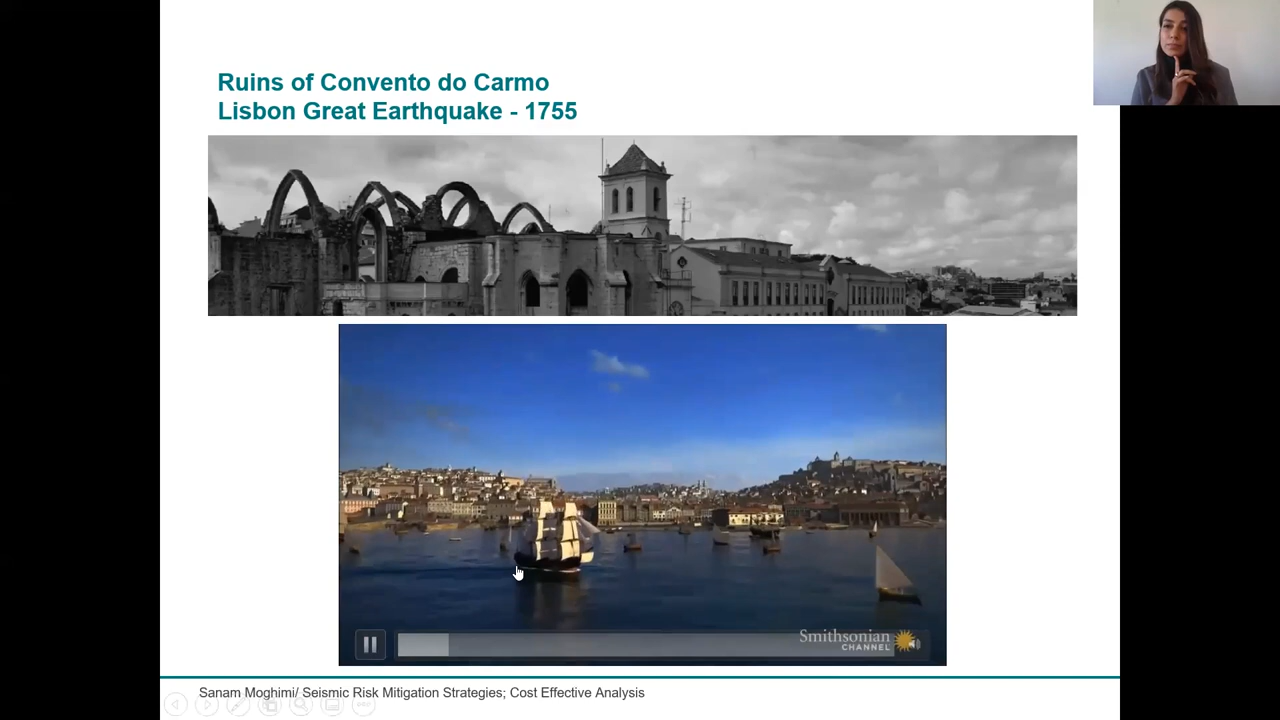 Ruins of Convento do Carmo
Lisbon Great Earthquake - 1755
Smithsonian
CHANNEL
Sanam Moghimi/ Seismic Risk Mitigation Strategies; Cost Effective Analysis